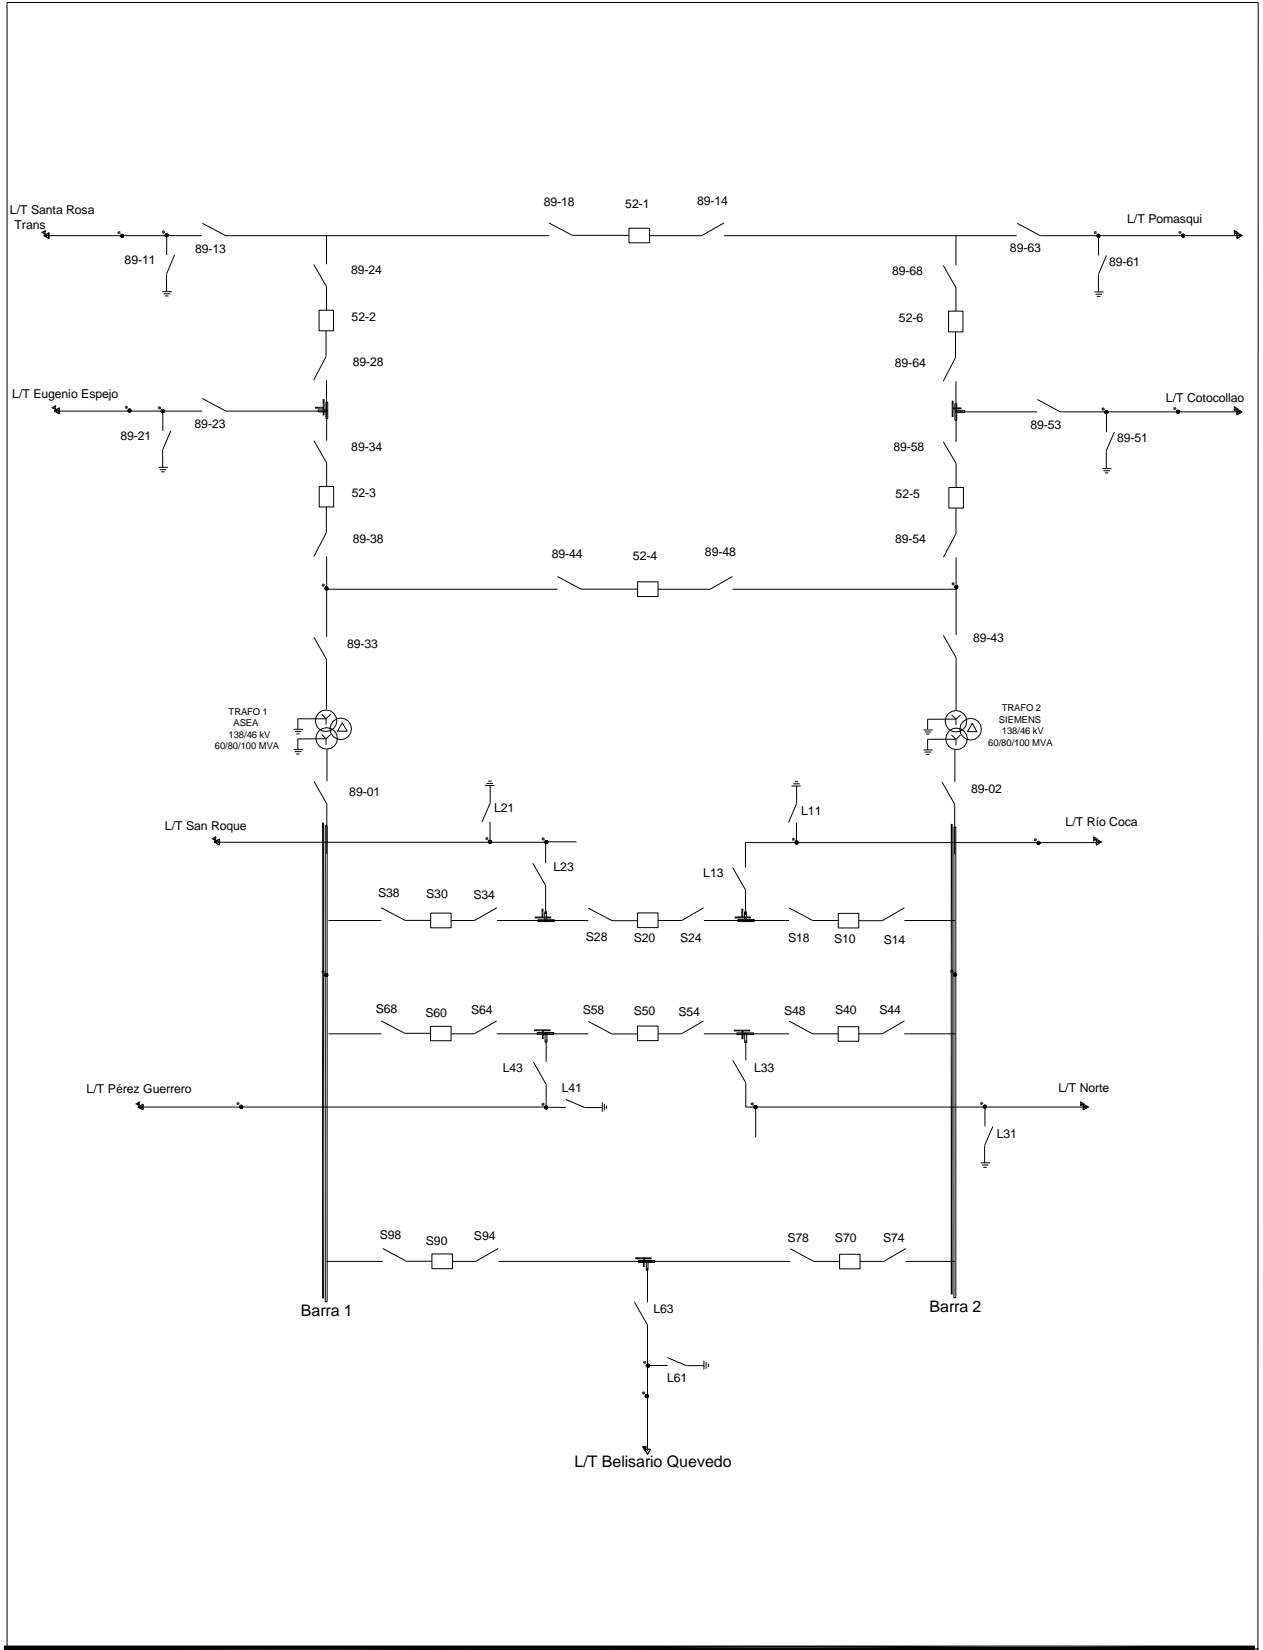 89-18
52-1
89-14
L/T Santa Rosa
Trans
L/T Pomasqui
89-13
89-63
89-11
89-61
89-24
89-68
52-2
52-6
89-28
89-64
L/T Eugenio Espejo
L/T Cotocollao
89-23
89-53
89-21
89-51
89-34
89-58
52-3
52-5
89-38
89-54
89-44
52-4
89-48
89-33
89-43
TRAFO 1
ASEA
138/46 kV
60/80/100 MVA
TRAFO 2
SIEMENS
138/46 kV
60/80/100 MVA
89-01
89-02
L21
L11
L/T San Roque
L/T Río Coca
L23
L13
S38
S30
S34
S28
S20
S24
S18
S10
S14
S68
S60
S64
S58
S50
S54
S48
S40
S44
L43
L33
L/T Pérez Guerrero
L41
L/T Norte
L31
S98
S90
S94
S78
S70
S74
Barra 1
Barra 2
L63
L61
L/T Belisario Quevedo